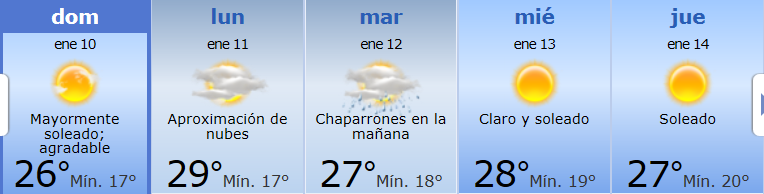 dom
ene 10
Mayormente
soleado;
agradable
26° Mín. 17°
lun
ene 11
Aproximación de
nubes
29° Mín. 17°
mar
ene 12
Chaparrones en la
mañana
27° Mín. 18°
mié
ene 13
Claro y soleado
28° Mín. 19°
jue
ene 14
Soleado
27° Mín. 20°